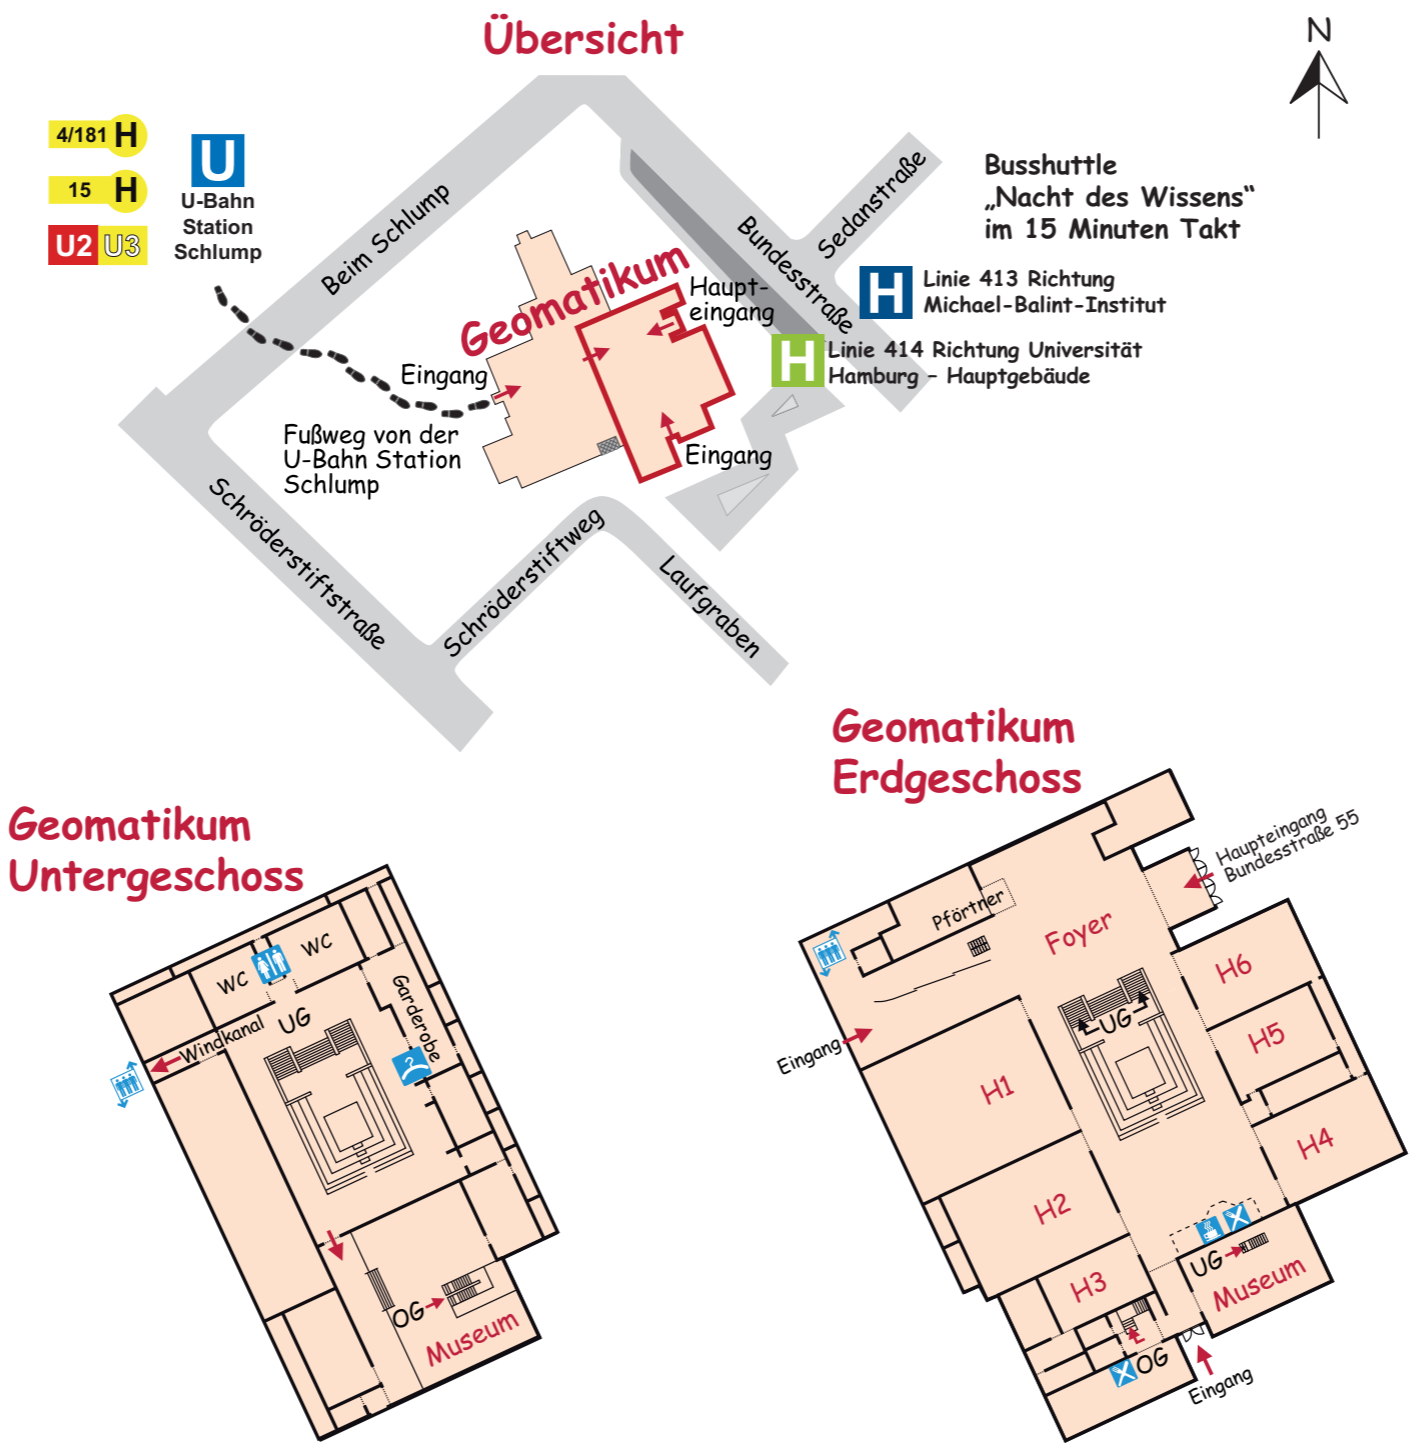 Übersicht
N
4/181 H
15 H
U2 U3
U
U-Bahn
Station
Schlump
Beim Schlump
Bundesstraße
Sedanstraße
Busshuttle
„Nacht des Wissens“
im 15 Minuten Takt
H
Linie 413 Richtung
Michael-Balint-Institut
H
Linie 414 Richtung Universität
Hamburg - Hauptgebäude
Geomatikum
Haupt-
eingang
Eingang
Eingang
Fußweg von der
U-Bahn Station
Schlump
Schröderstiftstraße
Schröderstiftweg
Laufgraben
Geomatikum
Untergeschoss
WC
WC
Windkanal
UG
Garderobe
OG
Museum
Geomatikum
Erdgeschoss
Haupteingang
Bundesstraße 55
Pförtner
Foyer
Eingang
UG
H1
H2
H3
H4
H5
H6
UG
Museum
OG
Eingang